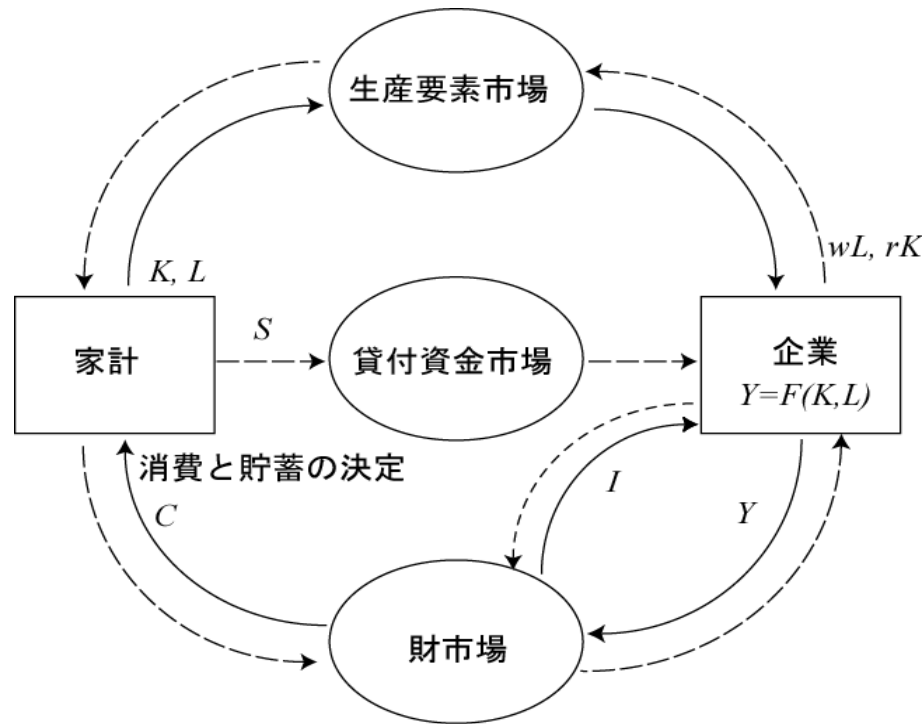 生産要素市場
wL, rK
K, L
S
家計
貸付資金市場
企業
Y=F(K,L)
消費と貯蓄の決定
C
I
Y
財市場